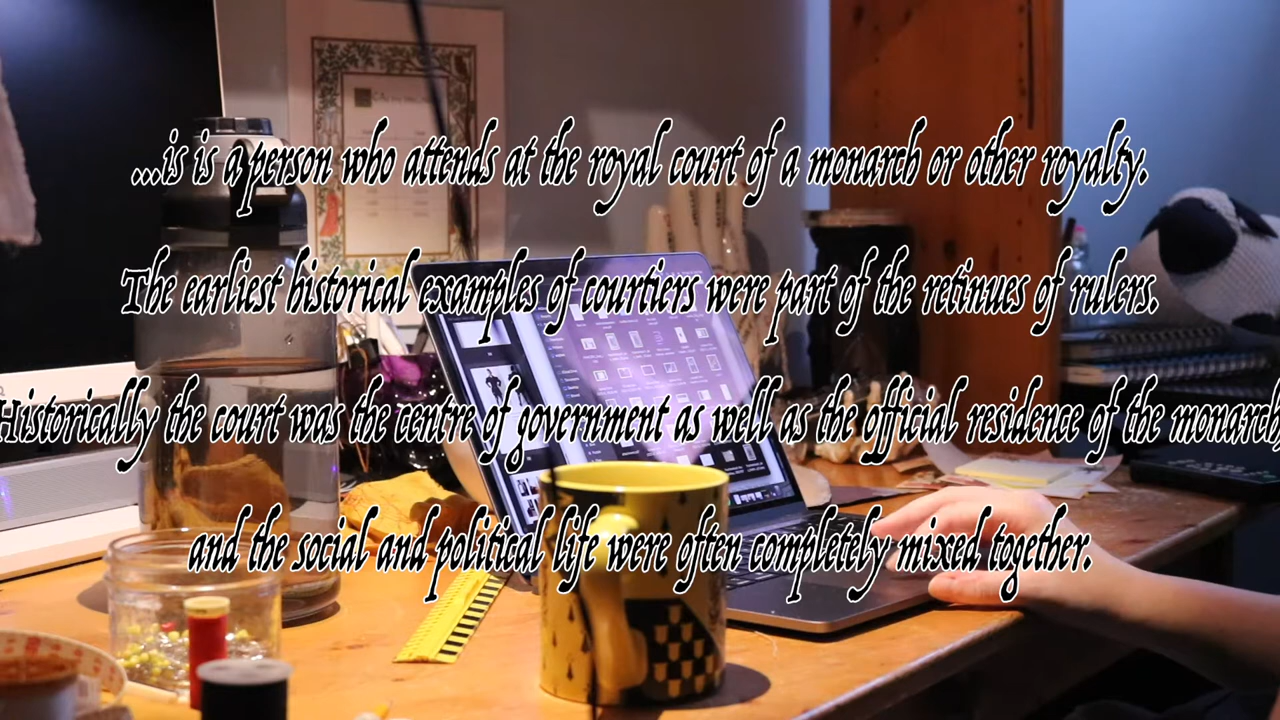 ...is is a person who attends at the royal court of a monarch or other royalty.
The earliest historical examples of courtiers were part of the retinues of rulers.
Historically the court was the centre of government as well as the official residence of the monarch,
and the social and political life were often completely mixed together.